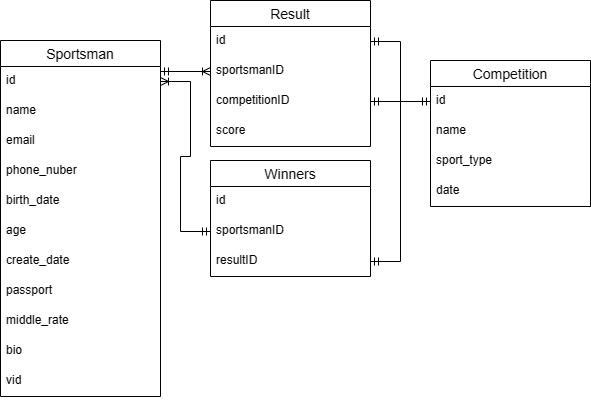 Sportsman
id
name
email
phone_nuber
birth_date
age
create_date
passport
middle_rate
bio
vid
Result
id
sportsmanID
competitionID
score
Winners
id
sportsmanID
resultID
Competition
id
name
sport_type
date